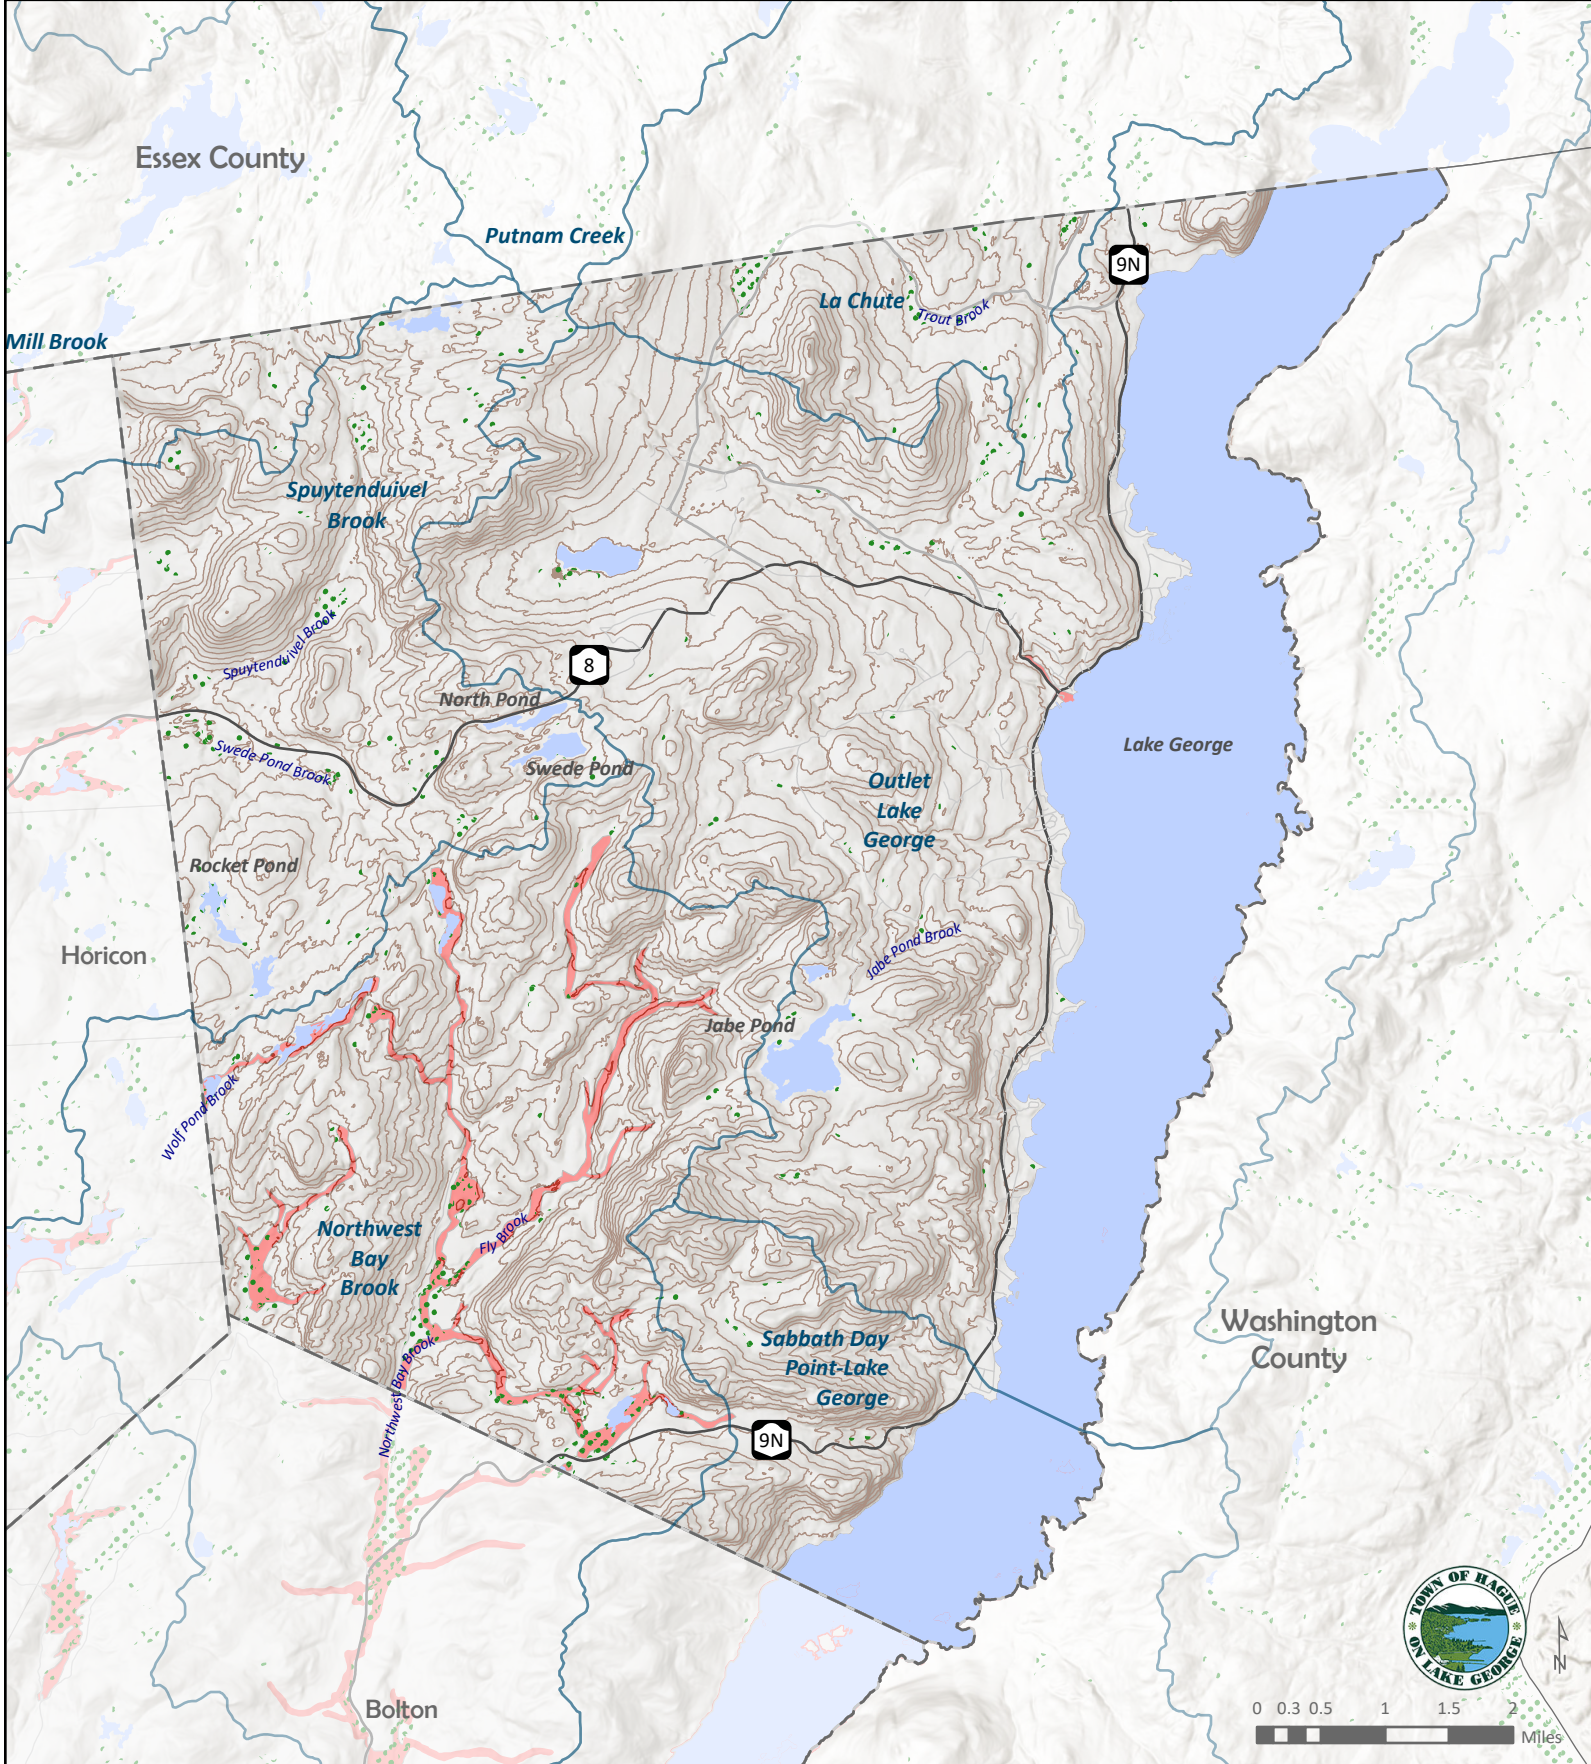 Essex County
Putnam Creek
9N
La Chute
Trout Brook
Mill Brook
Spuytenduivel
Brook
Spuytenduivel Brook
8
North Pond
Swede Pond Brook
Swede Pond
Lake George
Outlet
Lake
George
Rocket Pond
Horicon
Jabe Pond Brook
Jabe Pond
Wolf Pond Brook
Northwest
Bay
Brook
Fly Brook
Washington
County
Sabbath Day
Point-Lake
George
Northwest Bay Brook
9N
TOWN OF HAGUE
ON LAKE GEORGE
N
Bolton
0 0.3 0.5 1 1.5 2
Miles